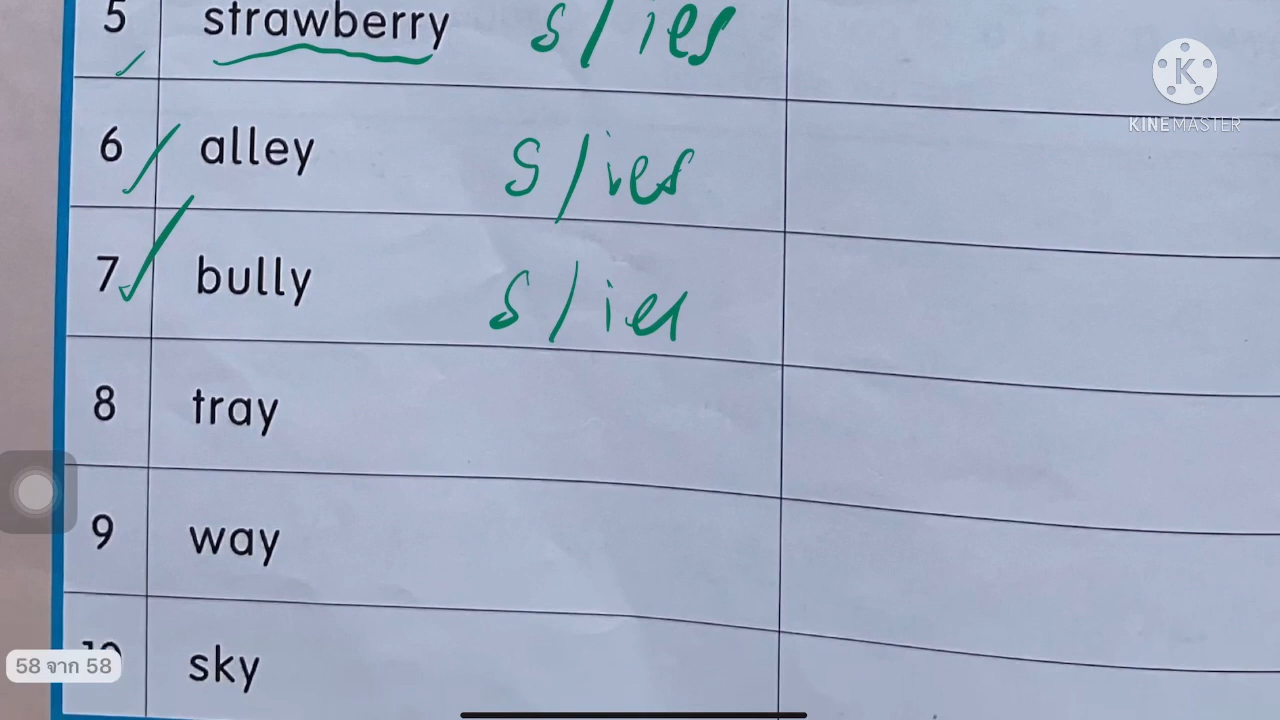 5 strawberry s/ies
KINEMASTER
6 alley s/ies
7 bully s/ies
8 tray
9 way
10 sky
58 จาก 58